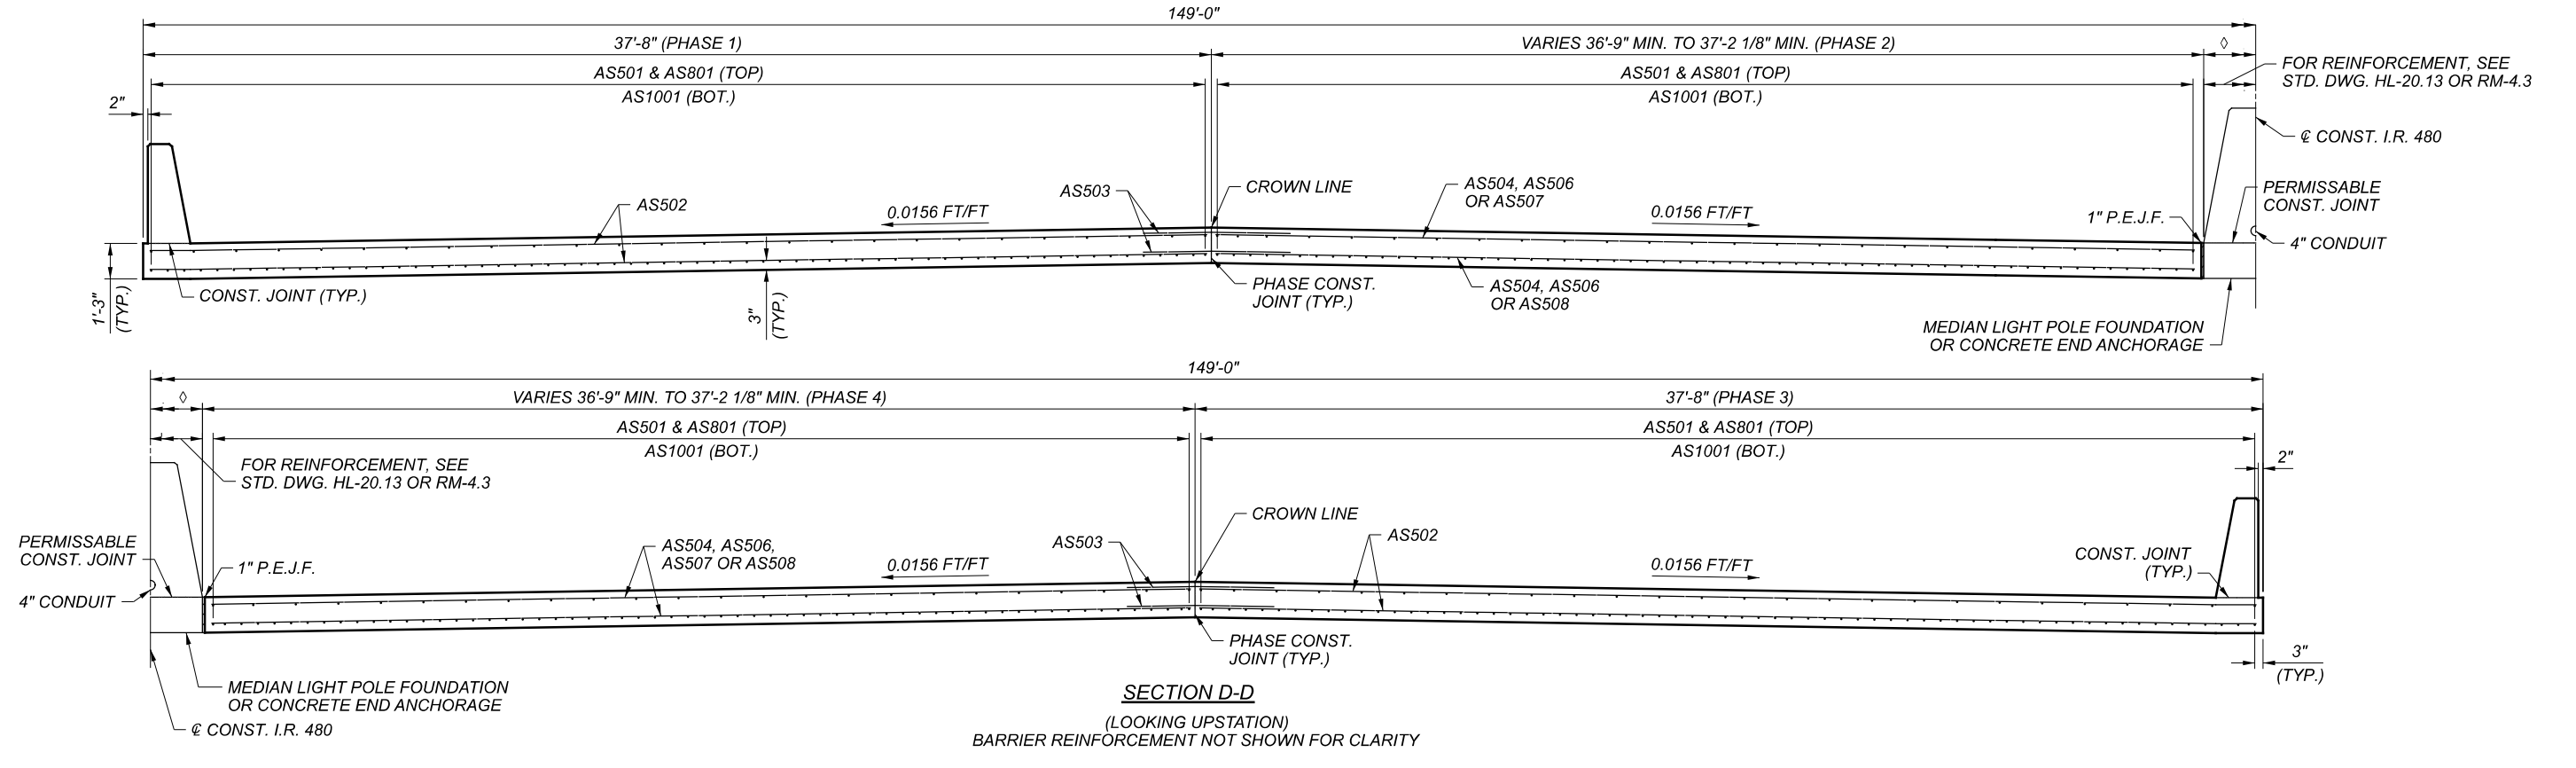 149'-0"
37'-8" (PHASE 1)
VARIES 36'-9" MIN. TO 37'-2 1/8" MIN. (PHASE 2)
◊
AS501 & AS801 (TOP)
AS1001 (BOT.)
AS501 & AS801 (TOP)
AS1001 (BOT.)
FOR REINFORCEMENT, SEE
STD. DWG. HL-20.13 OR RM-4.3
2"
℄ CONST. I.R. 480
AS502
0.0156 FT/FT
AS503
CROWN LINE
AS504, AS506
OR AS507
0.0156 FT/FT
1" P.E.J.F.
PERMISSABLE
CONST. JOINT
4" CONDUIT
1'-3"
(TYP.)
CONST. JOINT (TYP.)
3"
(TYP.)
PHASE CONST.
JOINT (TYP.)
AS504, AS506
OR AS508
MEDIAN LIGHT POLE FOUNDATION
OR CONCRETE END ANCHORAGE
149'-0"
◊
VARIES 36'-9" MIN. TO 37'-2 1/8" MIN. (PHASE 4)
37'-8" (PHASE 3)
AS501 & AS801 (TOP)
AS1001 (BOT.)
AS501 & AS801 (TOP)
AS1001 (BOT.)
FOR REINFORCEMENT, SEE
STD. DWG. HL-20.13 OR RM-4.3
2"
PERMISSABLE
CONST. JOINT
1" P.E.J.F.
4" CONDUIT
AS504, AS506,
AS507 OR AS508
0.0156 FT/FT
AS503
CROWN LINE
AS502
0.0156 FT/FT
CONST. JOINT
(TYP.)
PHASE CONST.
JOINT (TYP.)
3"
(TYP.)
MEDIAN LIGHT POLE FOUNDATION
OR CONCRETE END ANCHORAGE
℄ CONST. I.R. 480
SECTION D-D
(LOOKING UPSTATION)
BARRIER REINFORCEMENT NOT SHOWN FOR CLARITY